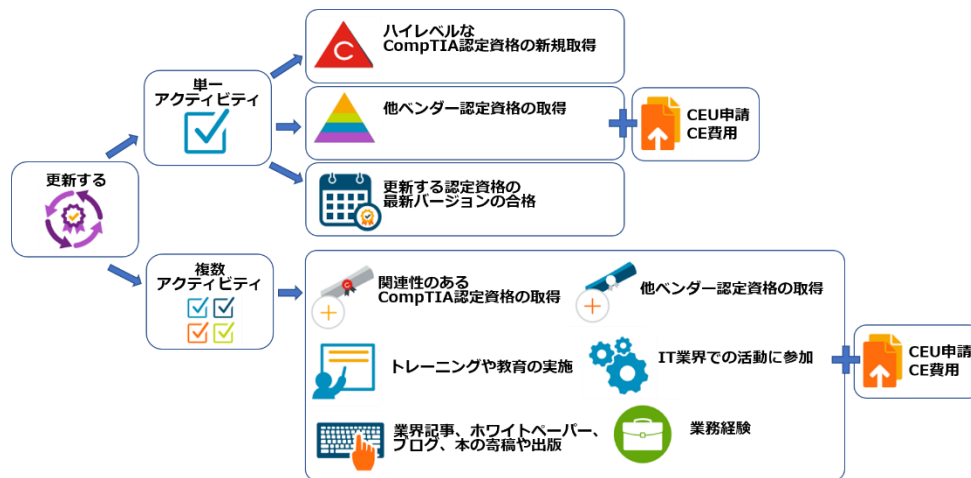 更新する
単一
アクティビティ
ハイレベルな
CompTIA認定資格の新規取得
他ベンダー認定資格の取得
CEU申請
CE費用
更新する認定資格の
最新バージョンの合格
複数
アクティビティ
関連性のある
CompTIA認定資格の取得
他ベンダー認定資格の取得
トレーニングや教育の実施
IT業界での活動に参加
業界記事、ホワイトペーパー、
ブログ、本の寄稿や出版
業務経験
CEU申請
CE費用